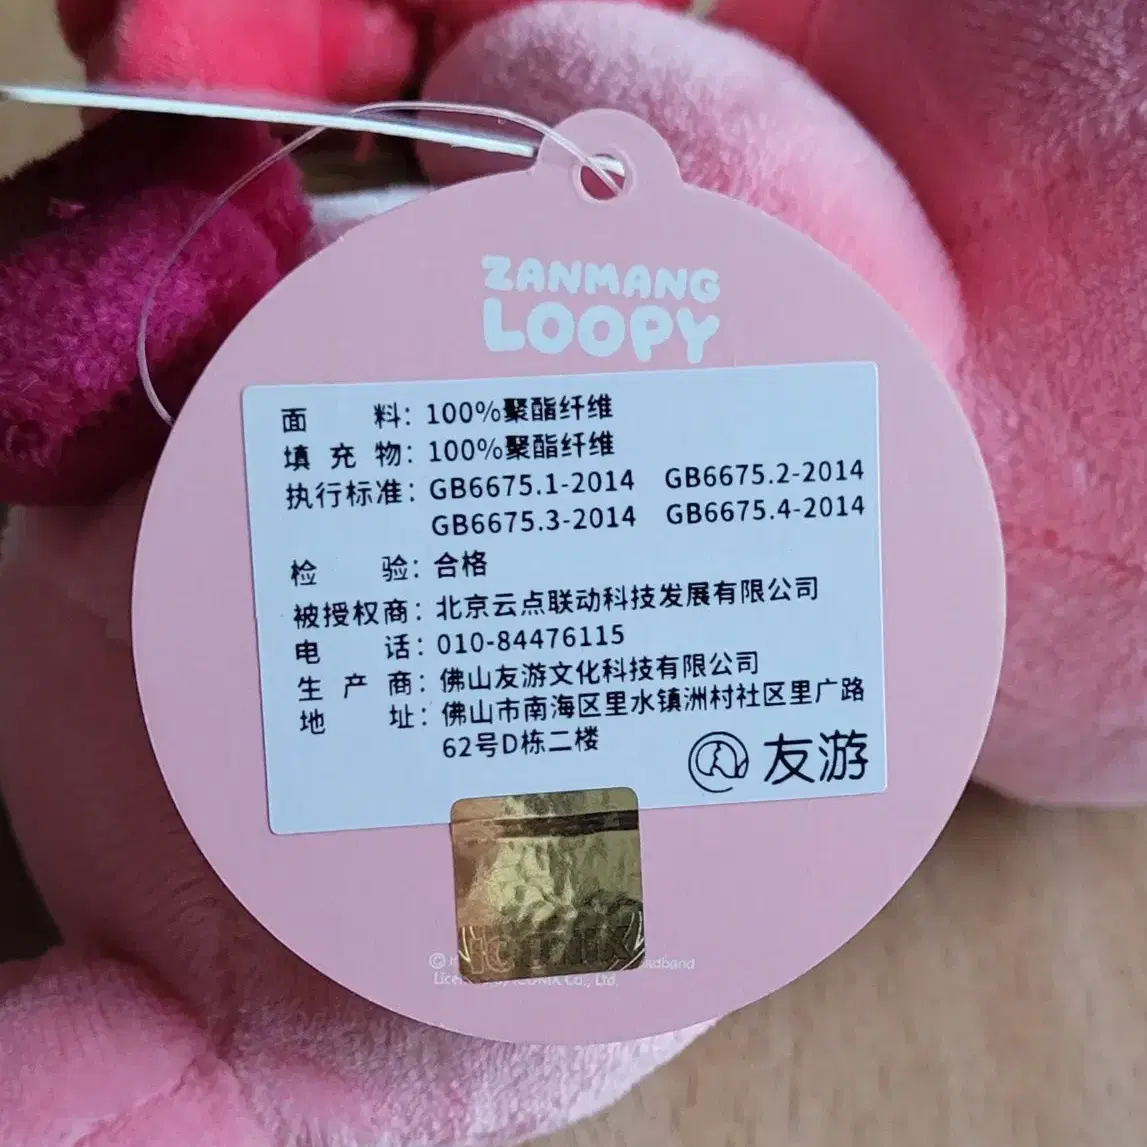 ZANMANG
LOOPY
面 料：100%聚酯纤维
填 充 物：100%聚酯纤维
执行标准：GB6675.1-2014 GB6675.2-2014
GB6675.3-2014 GB6675.4-2014
检 验：合格
被授权商：北京云点联动科技发展有限公司
电 话：010-84476115
生 产 商：佛山友游文化科技有限公司
地 址：佛山市南海区里水镇洲村社区里广路
62号D栋二楼
友游
©
ICONIX Co., Ltd.